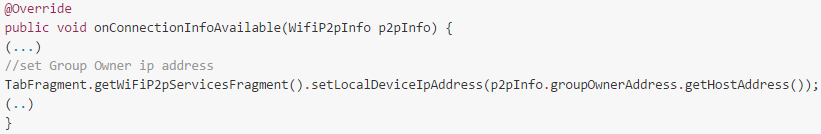 @Override
public void onConnectionInfoAvailable(WifiP2pInfo p2pInfo) {
(...)
//set Group Owner ip address
TabFragment.getWiFiP2pServicesFragment().setLocalDeviceIpAddress(p2pInfo.groupOwnerAddress.getHostAddress());
(..)
}